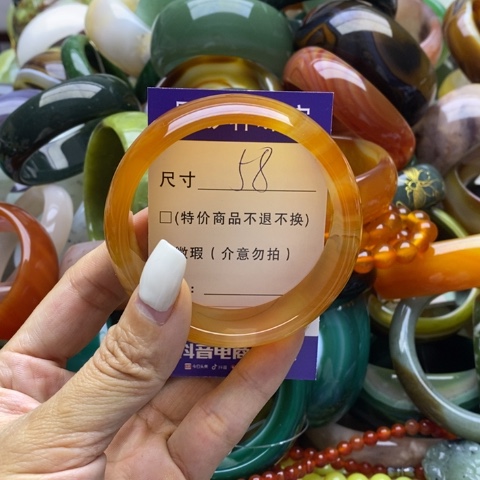 尺寸 58
□(特价商品不退不换)
微瑕(介意勿拍)
:
抖音电商